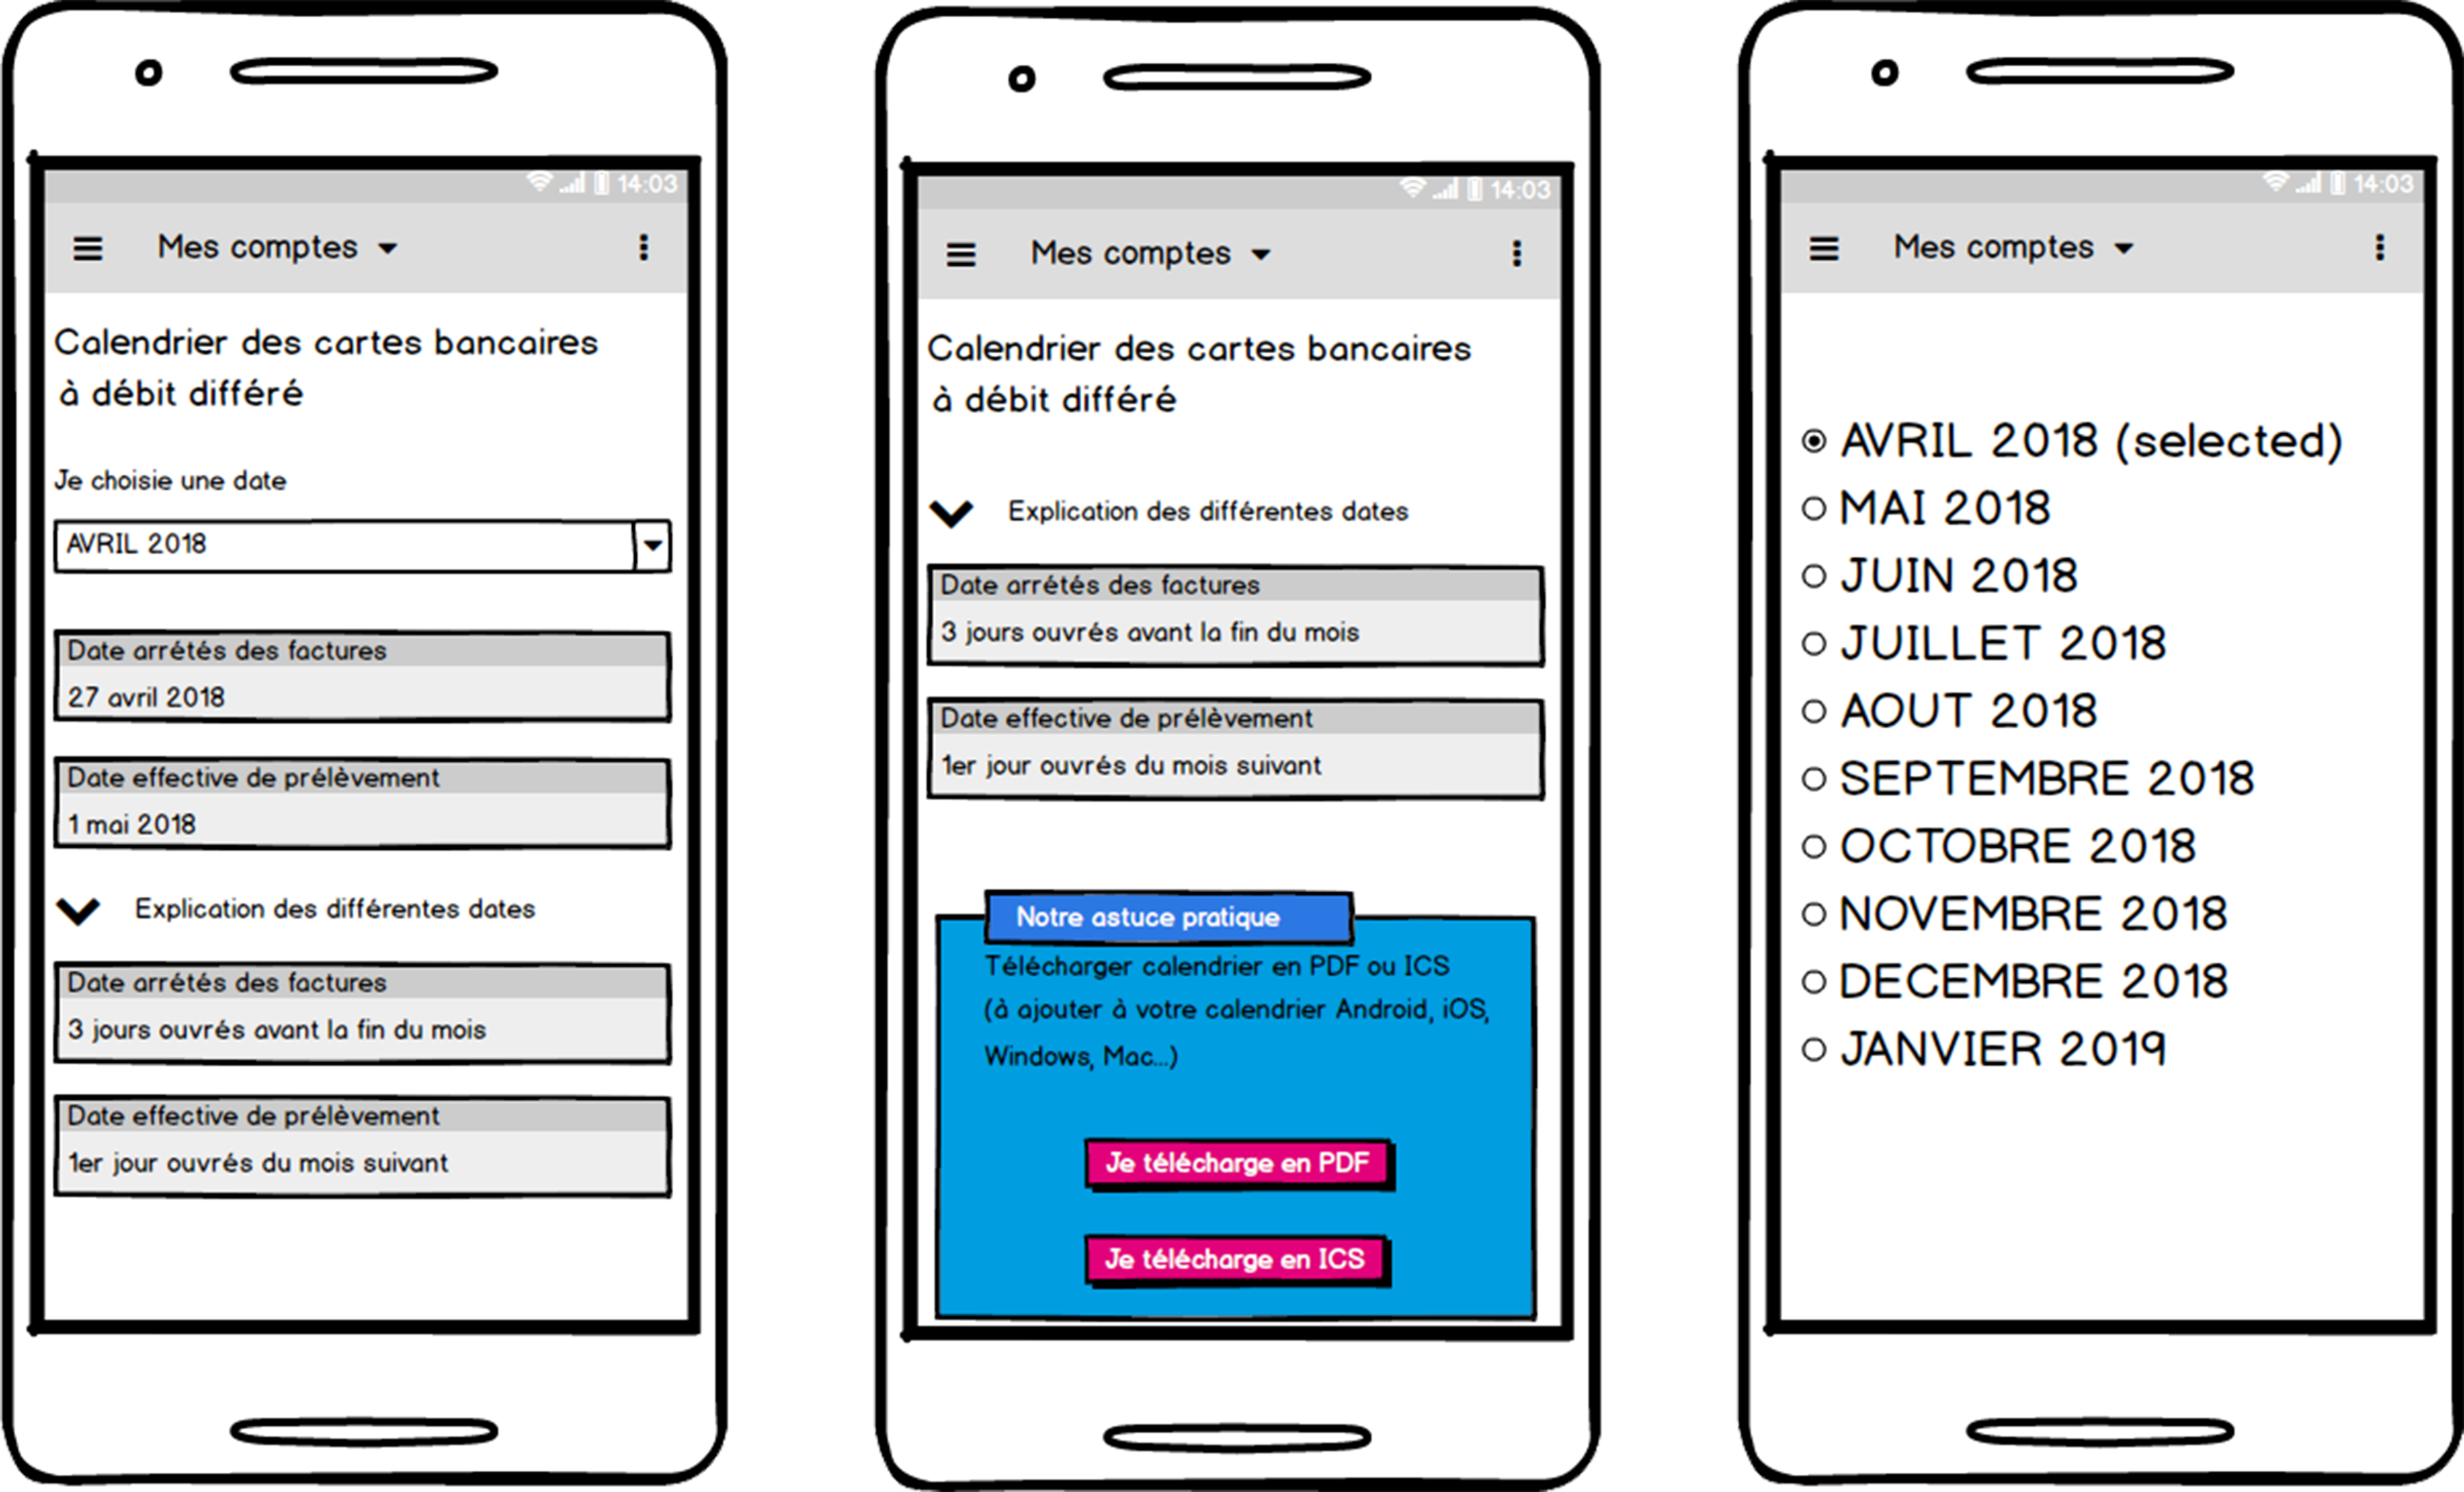 14:03
Mes comptes
Calendrier des cartes bancaires
à débit différé
Je choisie une date
AVRIL 2018
Date arrétés des factures
27 avril 2018
Date effective de prélèvement
1 mai 2018
Explication des différentes dates
Date arrétés des factures
3 jours ouvrés avant la fin du mois
Date effective de prélèvement
1er jour ouvrés du mois suivant
14:03
Mes comptes
Calendrier des cartes bancaires
à débit différé
Explication des différentes dates
Date arrétés des factures
3 jours ouvrés avant la fin du mois
Date effective de prélèvement
1er jour ouvrés du mois suivant
Notre astuce pratique
Télécharger calendrier en PDF ou ICS
(à ajouter à votre calendrier Android, iOS,
Windows, Mac...)
Je télécharge en PDF
Je télécharge en ICS
14:03
Mes comptes
AVRIL 2018 (selected)
MAI 2018
JUIN 2018
JUILLET 2018
AOUT 2018
SEPTEMBRE 2018
OCTOBRE 2018
NOVEMBRE 2018
DECEMBRE 2018
JANVIER 2019